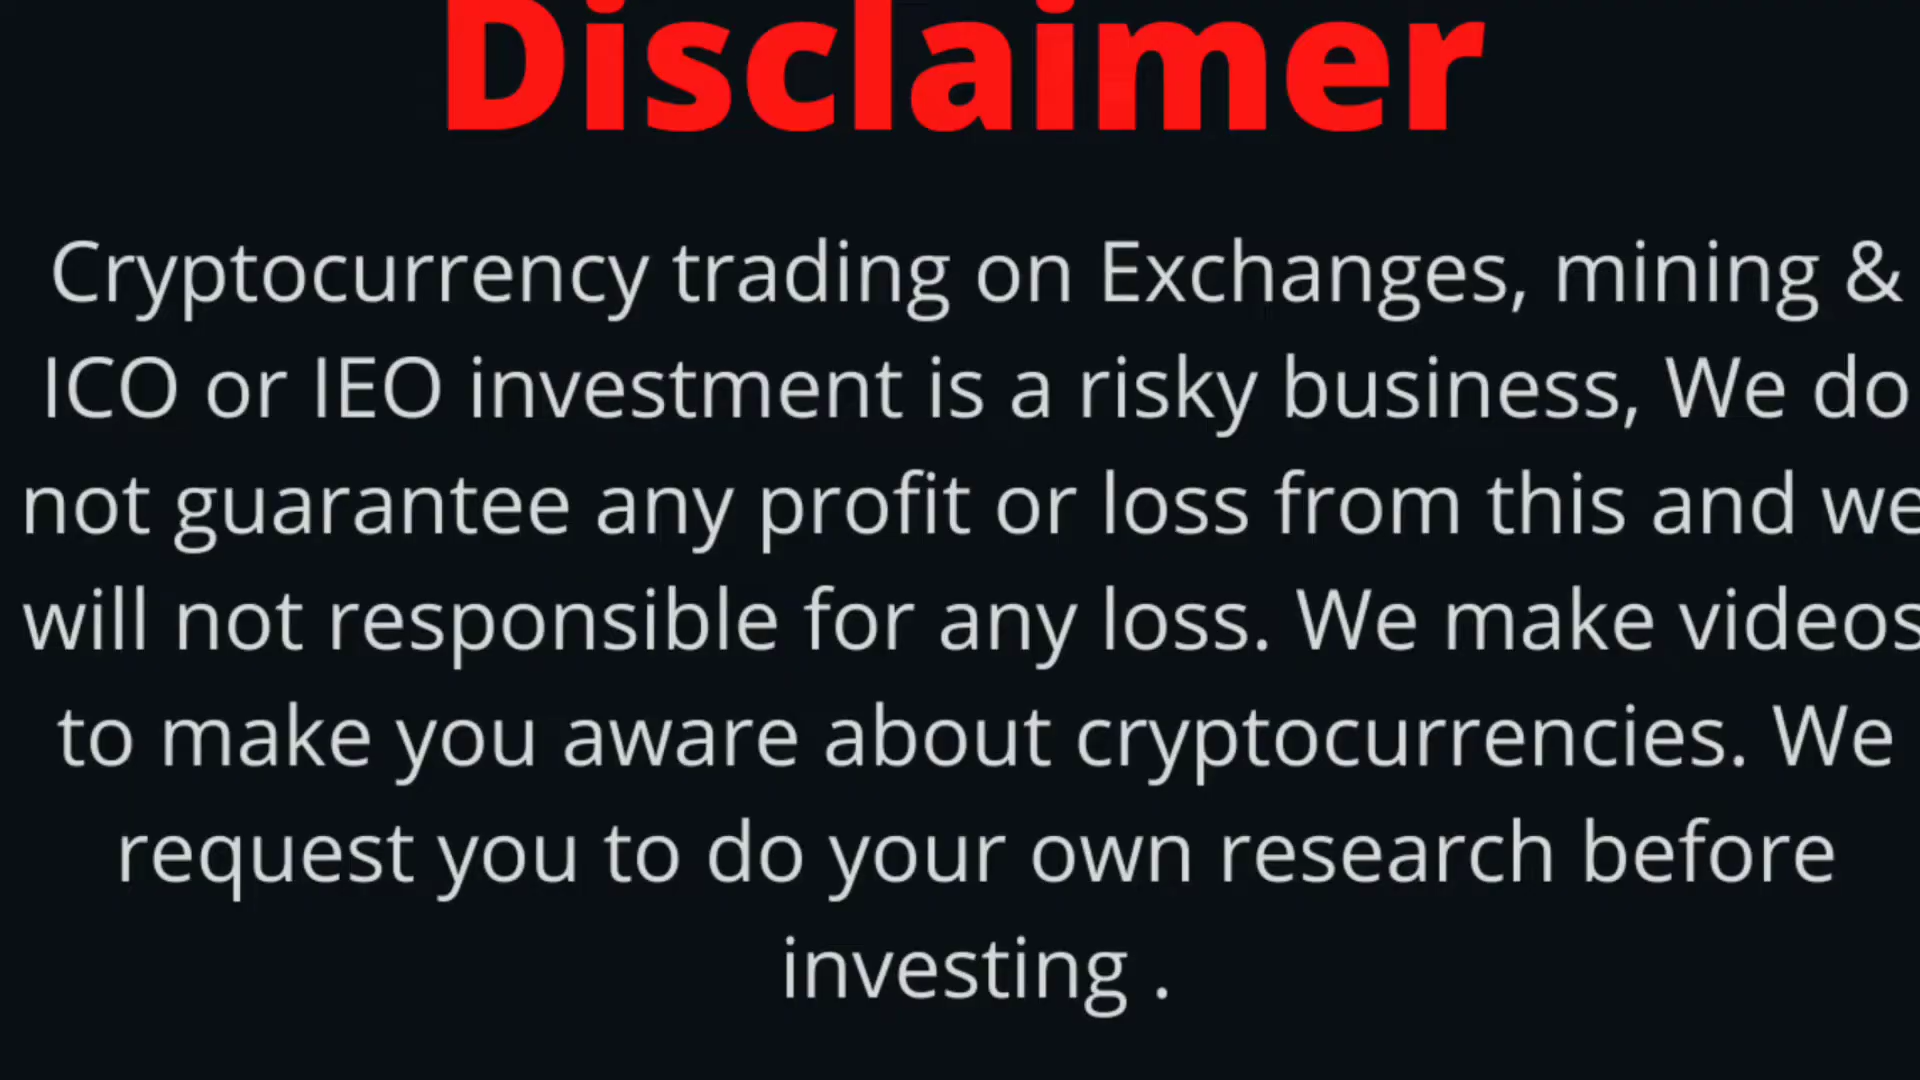 Disclaimer
Cryptocurrency trading on Exchanges, mining &
ICO or IEO investment is a risky business, We do
not guarantee any profit or loss from this and we
will not responsible for any loss. We make videos
to make you aware about cryptocurrencies. We
request you to do your own research before
investing .